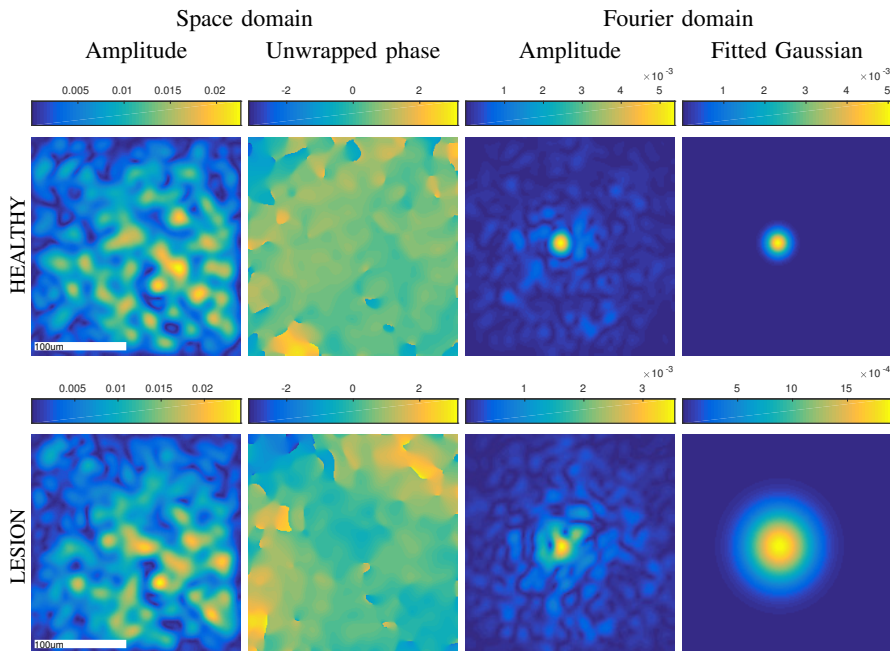 Space domain Fourier domain
Amplitude Unwrapped phase Amplitude Fitted Gaussian
×10⁻³ ×10⁻³
0.005 0.01 0.015 0.02 -2 0 2 1 2 3 4 5 1 2 3 4 5
HEALTHY
100um
×10⁻³ ×10⁻⁴
0.005 0.01 0.015 0.02 -2 0 2 1 2 3 5 10 15
LESION
100um